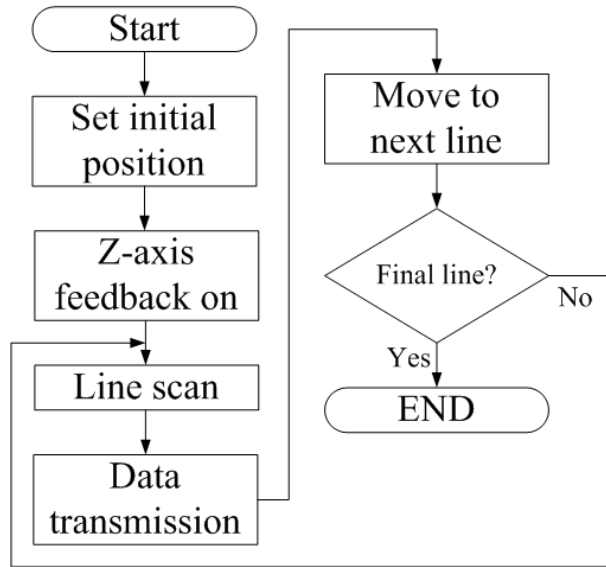 Start
Set initial
position
Z-axis
feedback on
Line scan
Data
transmission
Move to
next line
Final line?
No
Yes
END